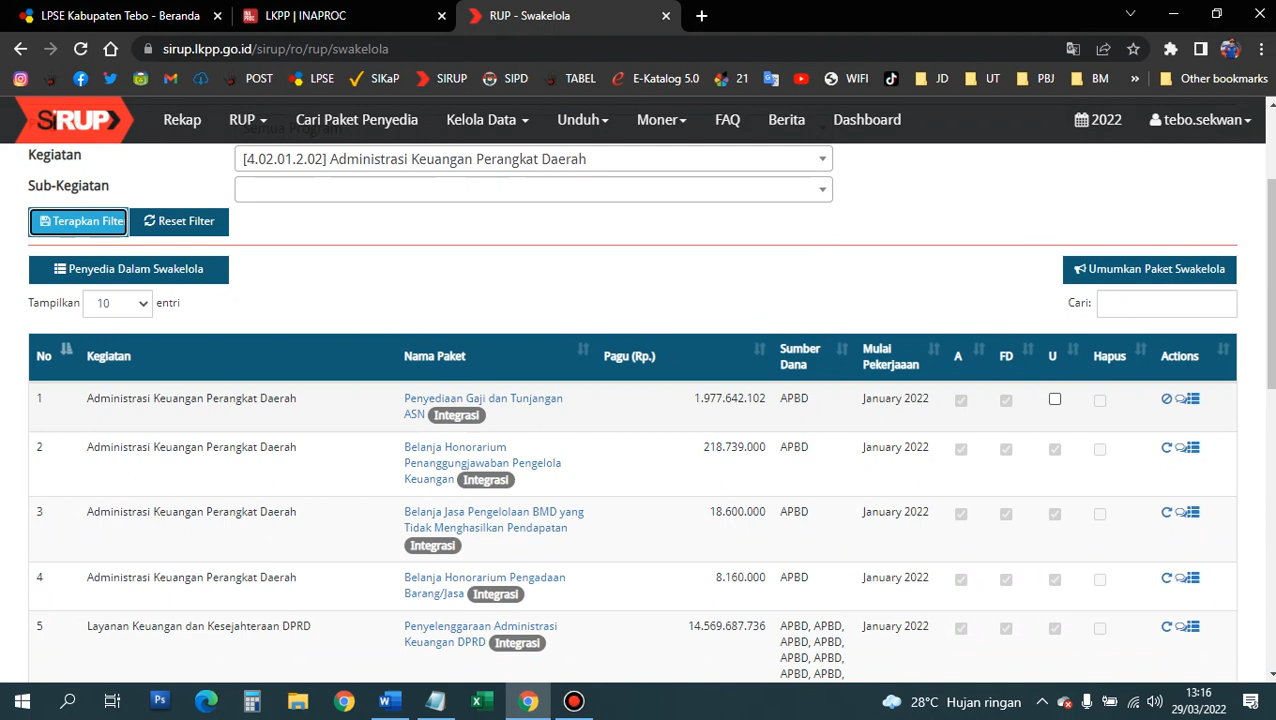 LPSE Kabupaten Tebo - Beranda
LKPP | INAPROC
RUP - Swakelola
sirup.lkpp.go.id/sirup/ro/rup/swakelola
POST
LPSE
SIKaP
SIRUP
SIPD
TABEL
E-Katalog 5.0
21
WIFI
JD
UT
PBJ
BM
»
Other bookmarks
SiRUP
Rekap
RUP
Cari Paket Penyedia
Kelola Data
Unduh
Moner
FAQ
Berita
Dashboard
2022
tebo.sekwan
Semua Program
Kegiatan
[4.02.01.2.02] Administrasi Keuangan Perangkat Daerah
Sub-Kegiatan
Terapkan Filte
Reset Filter
Penyedia Dalam Swakelola
Umumkan Paket Swakelola
Tampilkan 10 entri
Cari:
No
Kegiatan
Nama Paket
Pagu (Rp.)
Sumber
Dana
Mulai
Pekerjaaan
A
FD
U
Hapus
Actions
1
Administrasi Keuangan Perangkat Daerah
Penyediaan Gaji dan Tunjangan
ASN Integrasi
1.977.642.102
APBD
January 2022
2
Administrasi Keuangan Perangkat Daerah
Belanja Honorarium
Penanggungjawaban Pengelola
Keuangan Integrasi
218.739.000
APBD
January 2022
3
Administrasi Keuangan Perangkat Daerah
Belanja Jasa Pengelolaan BMD yang
Tidak Menghasilkan Pendapatan
Integrasi
18.600.000
APBD
January 2022
4
Administrasi Keuangan Perangkat Daerah
Belanja Honorarium Pengadaan
Barang/Jasa Integrasi
8.160.000
APBD
January 2022
5
Layanan Keuangan dan Kesejahteraan DPRD
Penyelenggaraan Administrasi
Keuangan DPRD Integrasi
14.569.687.736
APBD, APBD,
APBD, APBD,
APBD, APBD,
APBD, APBD,
January 2022
28°C Hujan ringan
13:16
29/03/2022